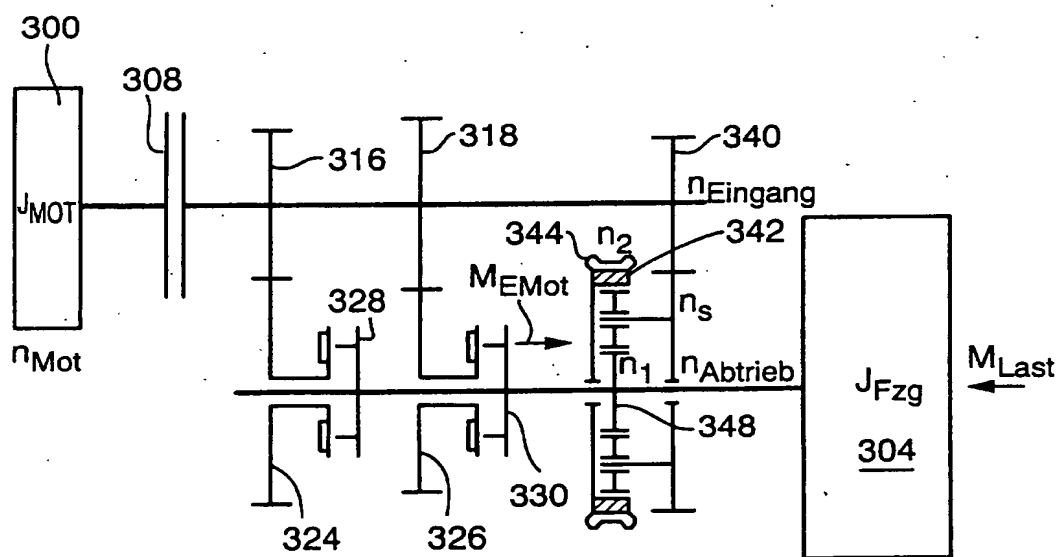 300
308
316
318
340
n_Eingang
J_MOT
344
n_2
342
M_EMot
328
n_s
n_Mot
n_1
n_Abtrieb
M_Last
J_Fzg
304
348
324
326
330